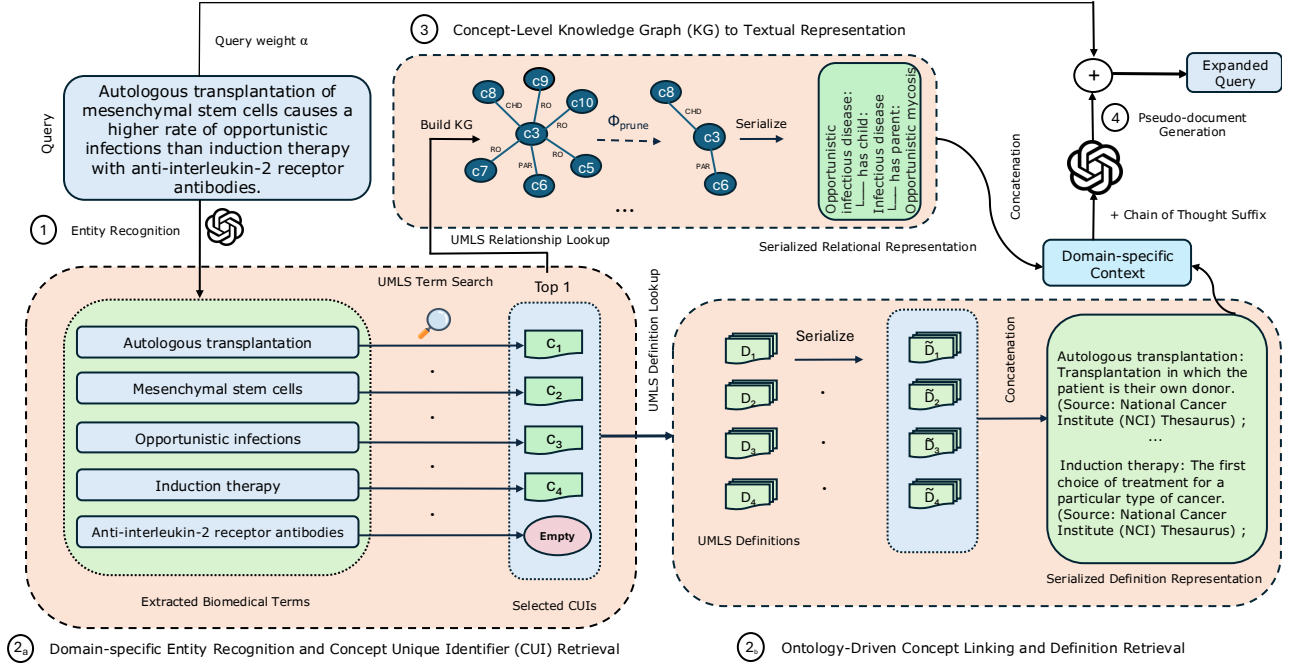 3
Concept-Level Knowledge Graph (KG) to Textual Representation
Query weight α
Query
Autologous transplantation of
mesenchymal stem cells causes a
higher rate of opportunistic
infections than induction therapy
with anti-interleukin-2 receptor
antibodies.
1
Entity Recognition
Build KG
c8
c9
c10
c3
c7
c6
c5
CHD
RO
RO
RO
RO
PAR
...
Φprune
c8
CHD
c3
PAR
c6
Serialize
Opportunistic
infectious disease:
└── has child:
Infectious disease
└── has parent:
Opportunistic mycosis
UMLS Relationship Lookup
Serialized Relational Representation
Concatenation
+
Expanded
Query
4
Pseudo-document
Generation
+ Chain of Thought Suffix
Domain-specific
Context
UMLS Term Search
Top 1
Autologous transplantation
Mesenchymal stem cells
Opportunistic infections
Induction therapy
Anti-interleukin-2 receptor antibodies
C1
C2
C3
C4
Empty
Extracted Biomedical Terms
Selected CUIs
UMLS Definition Lookup
D1
D2
D3
D4
UMLS Definitions
Serialize
D̃1
D̃2
D̃3
D̃4
Concatenation
Autologous transplantation:
Transplantation in which the
patient is their own donor.
(Source: National Cancer
Institute (NCI) Thesaurus) ;
...
Induction therapy: The first
choice of treatment for a
particular type of cancer.
(Source: National Cancer
Institute (NCI) Thesaurus) ;
Serialized Definition Representation
2a
Domain-specific Entity Recognition and Concept Unique Identifier (CUI) Retrieval
2b
Ontology-Driven Concept Linking and Definition Retrieval